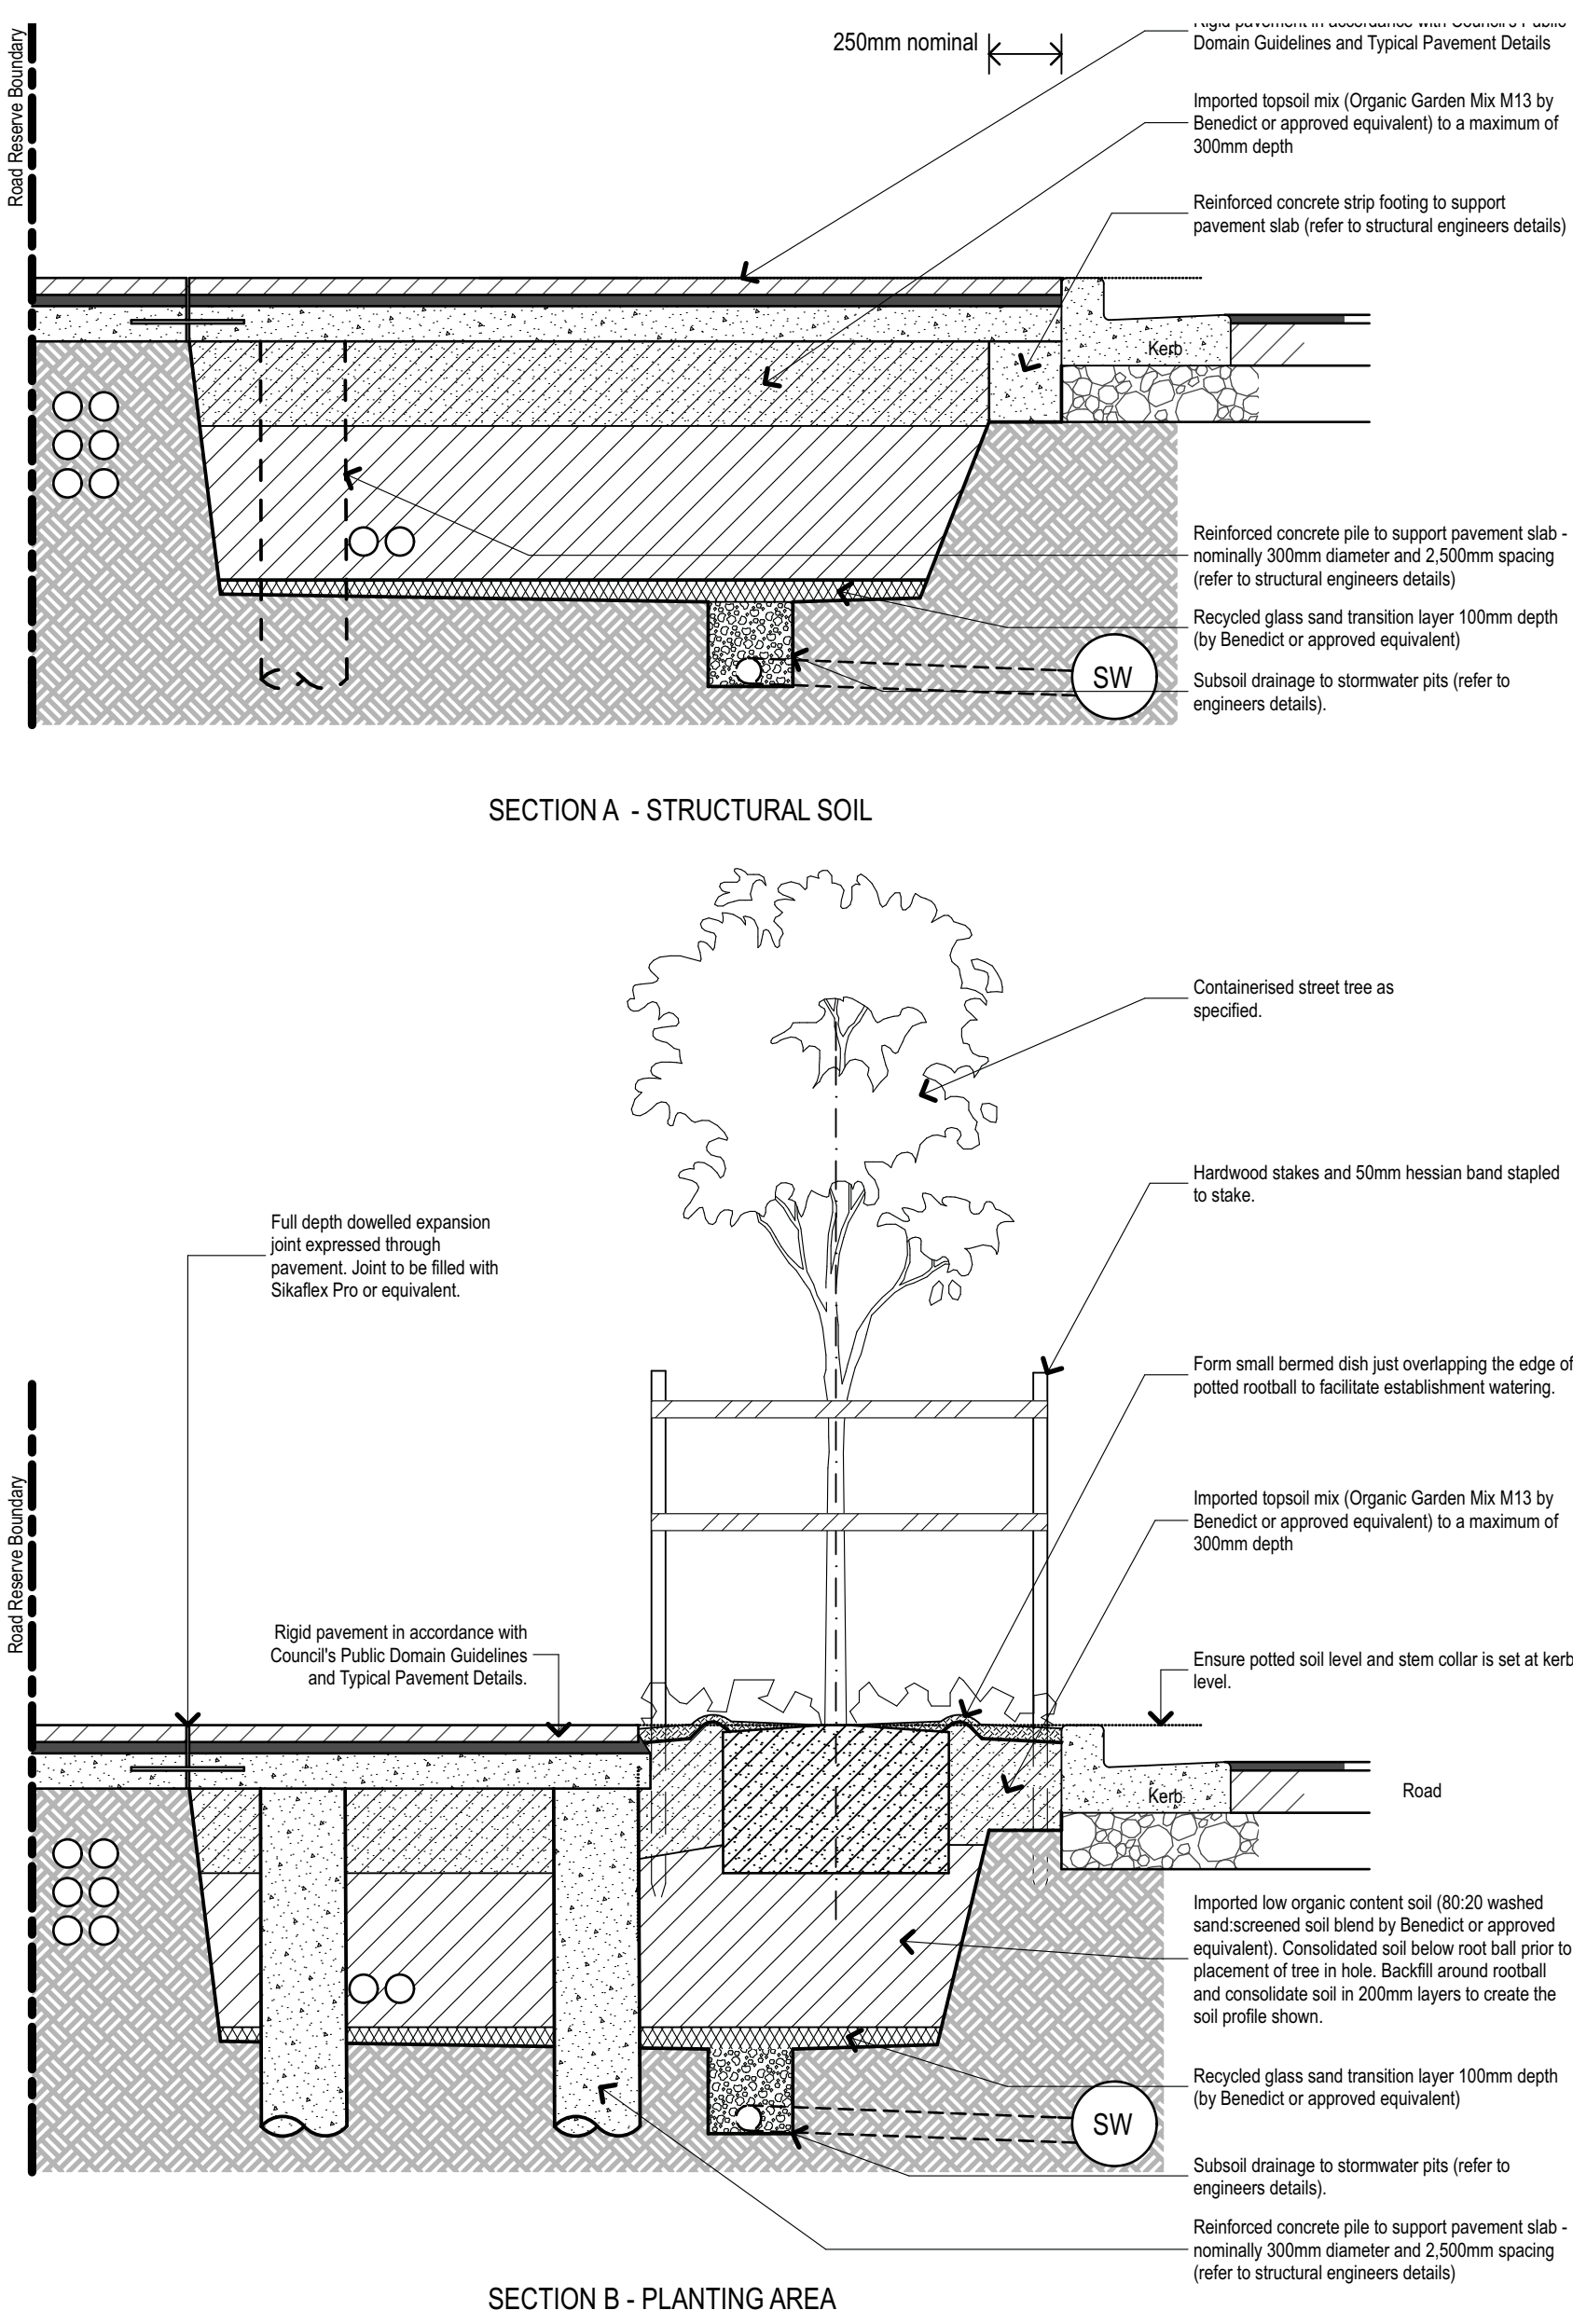 Road Reserve Boundary
250mm nominal
Rigid pavement in accordance with Council's Public
Domain Guidelines and Typical Pavement Details
Imported topsoil mix (Organic Garden Mix M13 by
Benedict or approved equivalent) to a maximum of
300mm depth
Reinforced concrete strip footing to support
pavement slab (refer to structural engineers details)
Kerb
Reinforced concrete pile to support pavement slab -
nominally 300mm diameter and 2,500mm spacing
(refer to structural engineers details)
Recycled glass sand transition layer 100mm depth
(by Benedict or approved equivalent)
SW
Subsoil drainage to stormwater pits (refer to
engineers details).
SECTION A - STRUCTURAL SOIL
Containerised street tree as
specified.
Hardwood stakes and 50mm hessian band stapled
to stake.
Full depth dowelled expansion
joint expressed through
pavement. Joint to be filled with
Sikaflex Pro or equivalent.
Form small bermed dish just overlapping the edge of
potted rootball to facilitate establishment watering.
Road Reserve Boundary
Imported topsoil mix (Organic Garden Mix M13 by
Benedict or approved equivalent) to a maximum of
300mm depth
Rigid pavement in accordance with
Council's Public Domain Guidelines
and Typical Pavement Details.
Ensure potted soil level and stem collar is set at kerb
level.
Kerb
Road
Imported low organic content soil (80:20 washed
sand:screened soil blend by Benedict or approved
equivalent). Consolidated soil below root ball prior to
placement of tree in hole. Backfill around rootball
and consolidate soil in 200mm layers to create the
soil profile shown.
Recycled glass sand transition layer 100mm depth
(by Benedict or approved equivalent)
SW
Subsoil drainage to stormwater pits (refer to
engineers details).
Reinforced concrete pile to support pavement slab -
nominally 300mm diameter and 2,500mm spacing
(refer to structural engineers details)
SECTION B - PLANTING AREA